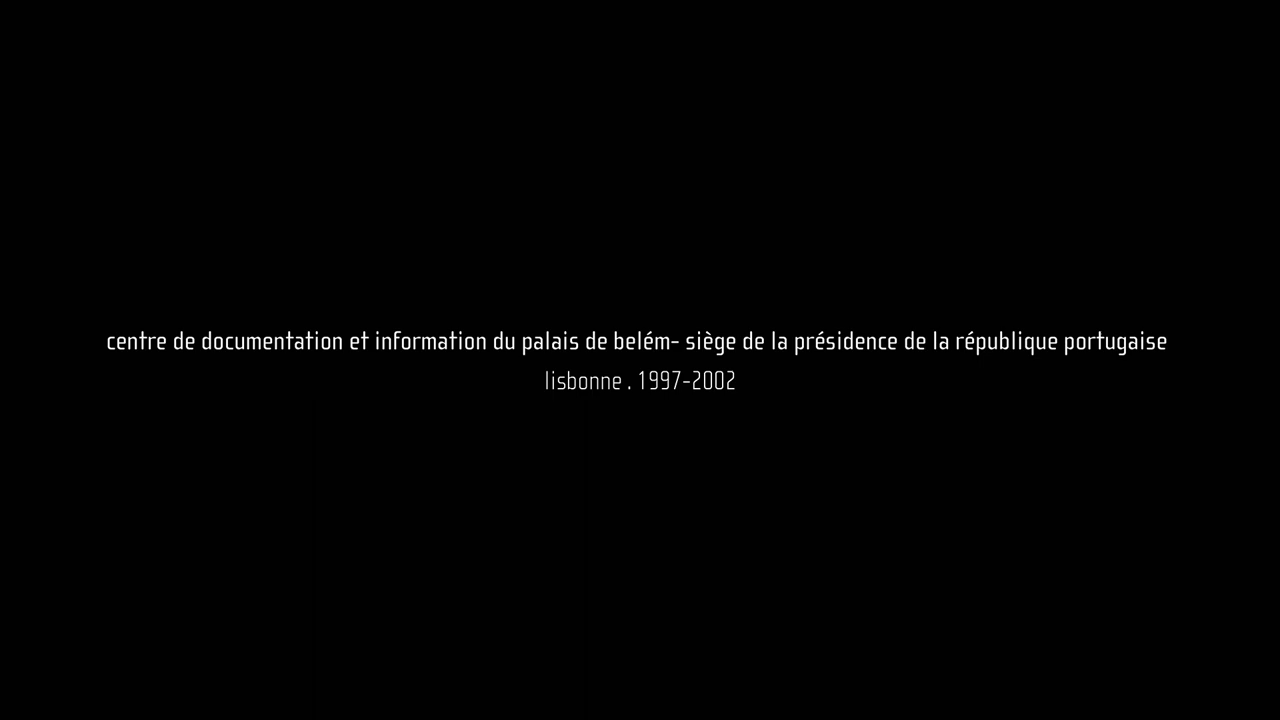 centre de documentation et information du palais de belém- siège de la présidence de la république portugaise
lisbonne . 1997-2002